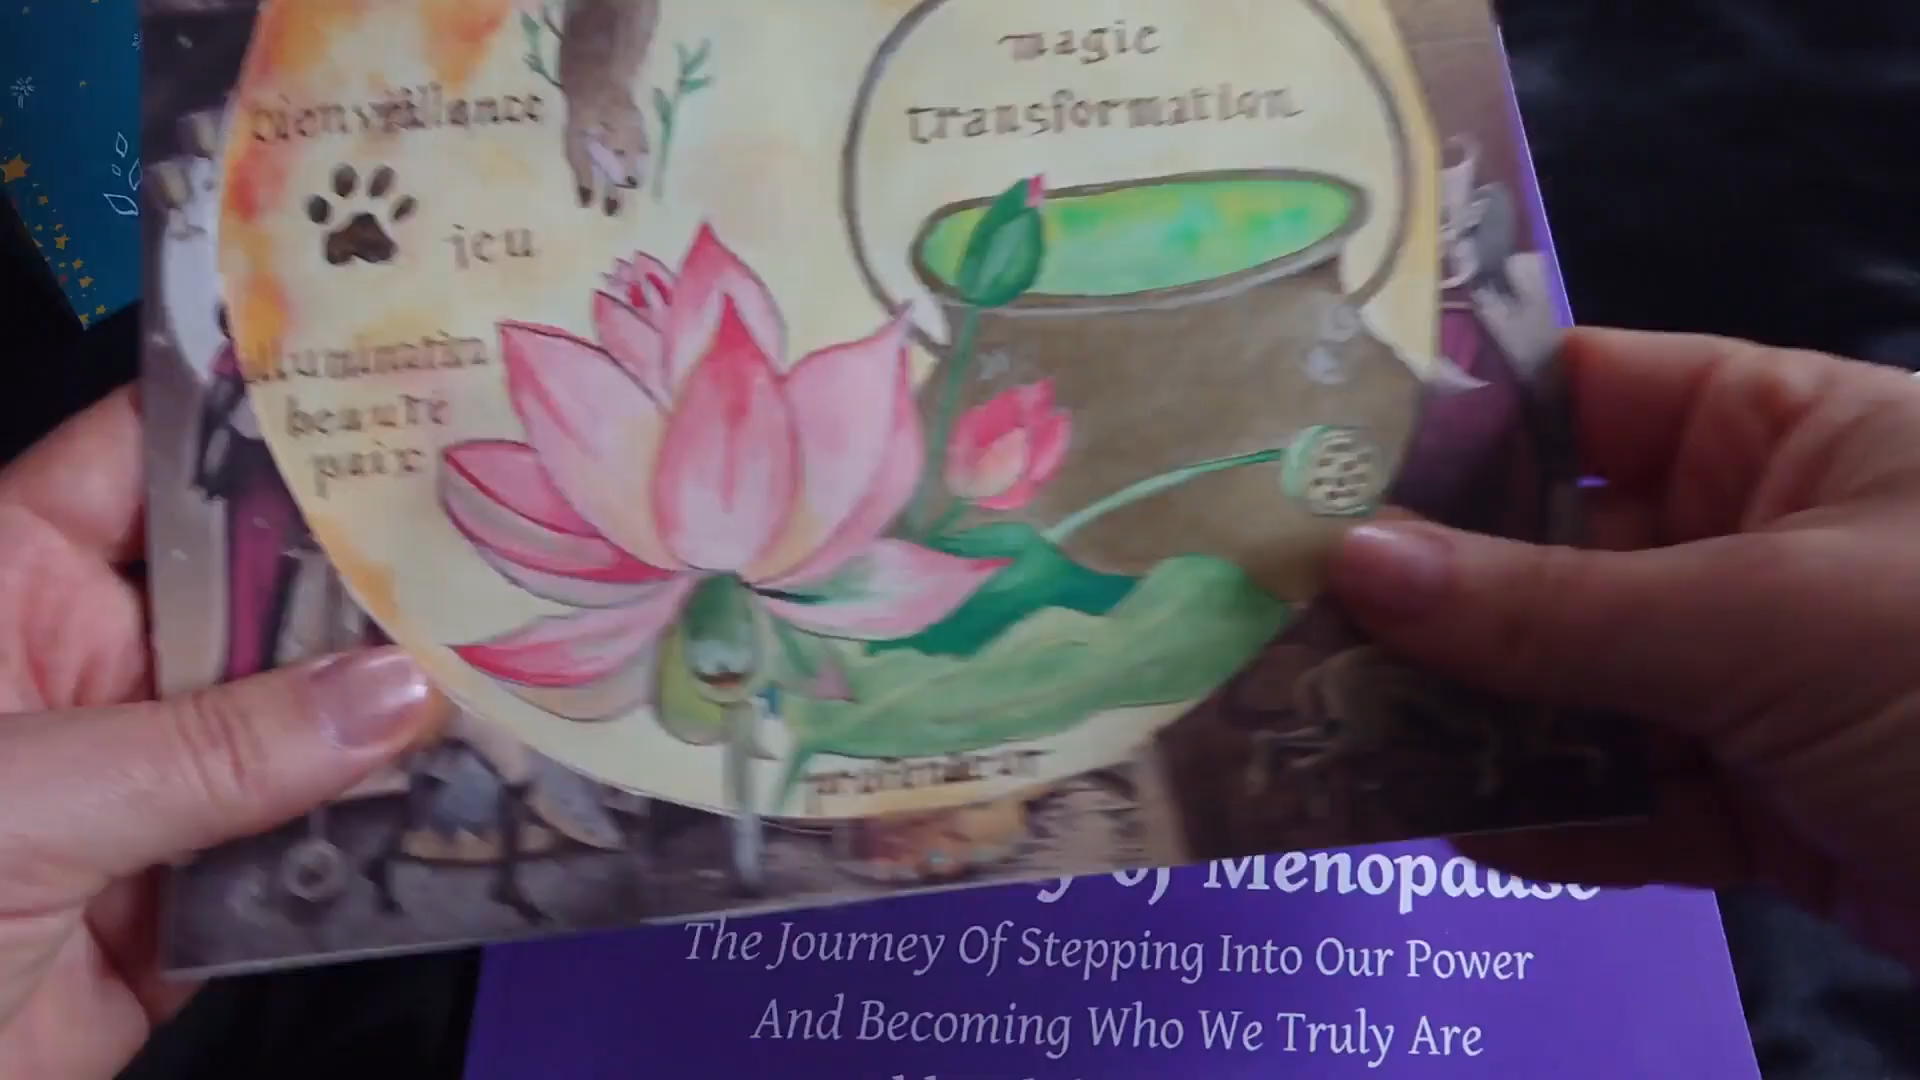 magic
transformation
bienveillance
jeu
illumination
beauté
paix
of Menopause
The Journey Of Stepping Into Our Power
And Becoming Who We Truly Are